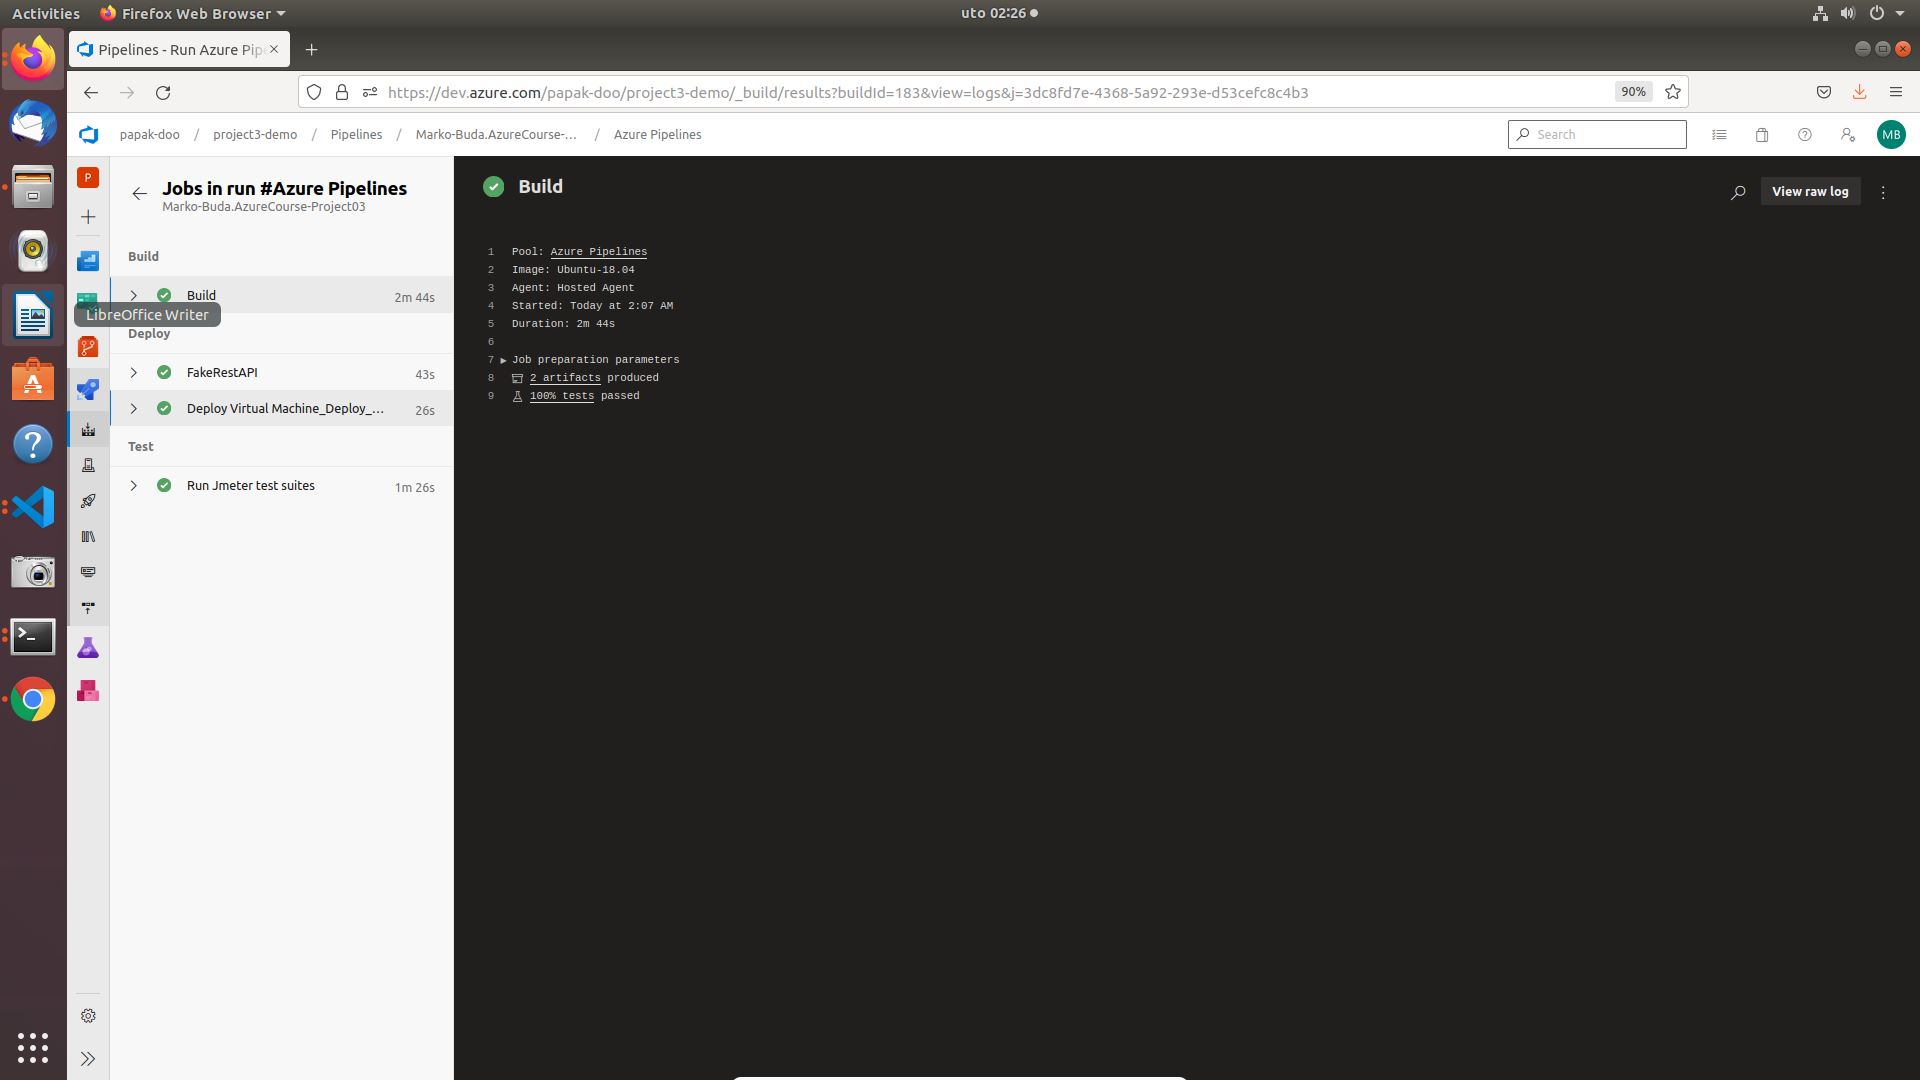 Activities
Firefox Web Browser
uto 02:26
Pipelines - Run Azure Pip
https://dev.azure.com/papak-doo/project3-demo/_build/results?buildId=183&view=logs&j=3dc8fd7e-4368-5a92-293e-d53cefc8c4b3
90%
papak-doo / project3-demo / Pipelines / Marko-Buda.AzureCourse-... / Azure Pipelines
Search
MB
P
Jobs in run #Azure Pipelines
Marko-Buda.AzureCourse-Project03
Build
Build 2m 44s
LibreOffice Writer
Deploy
FakeRestAPI 43s
Deploy Virtual Machine_Deploy_... 26s
Test
Run Jmeter test suites 1m 26s
Build
View raw log
1 Pool: Azure Pipelines
2 Image: Ubuntu-18.04
3 Agent: Hosted Agent
4 Started: Today at 2:07 AM
5 Duration: 2m 44s
6
7 Job preparation parameters
8 2 artifacts produced
9 100% tests passed